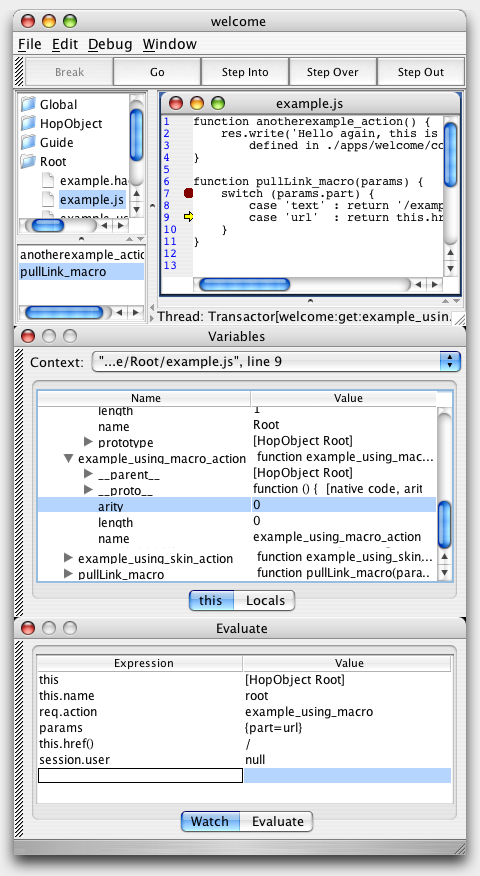 welcome
File Edit Debug Window
Break Go Step Into Step Over Step Out
Global
HopObject
Guide
Root
example.ha
example.js
anotherexample_actic
pullLink_macro
example.js
1 function anotherexample_action() {
2 res.write('Hello again, this is
3 defined in ./apps/welcome/co
4 }
5
6 function pullLink_macro(params) {
7 switch (params.part) {
8 case 'text' : return '/examp
9 case 'url' : return this.hr
10 }
11 }
12
13
Thread: Transactor[welcome:get:example_usin
Variables
Context: "...e/Root/example.js", line 9
Name Value
length 1
name Root
prototype [HopObject Root]
example_using_macro_action function example_using_mac...
__parent__ [HopObject Root]
__proto__ function () { [native code, arit
arity 0
length 0
name example_using_macro_action
example_using_skin_action function example_using_skin...
pullLink_macro function pullLink_macro(para..
this Locals
Evaluate
Expression Value
this [HopObject Root]
this.name root
req.action example_using_macro
params {part=url}
this.href() /
session.user null
Watch Evaluate